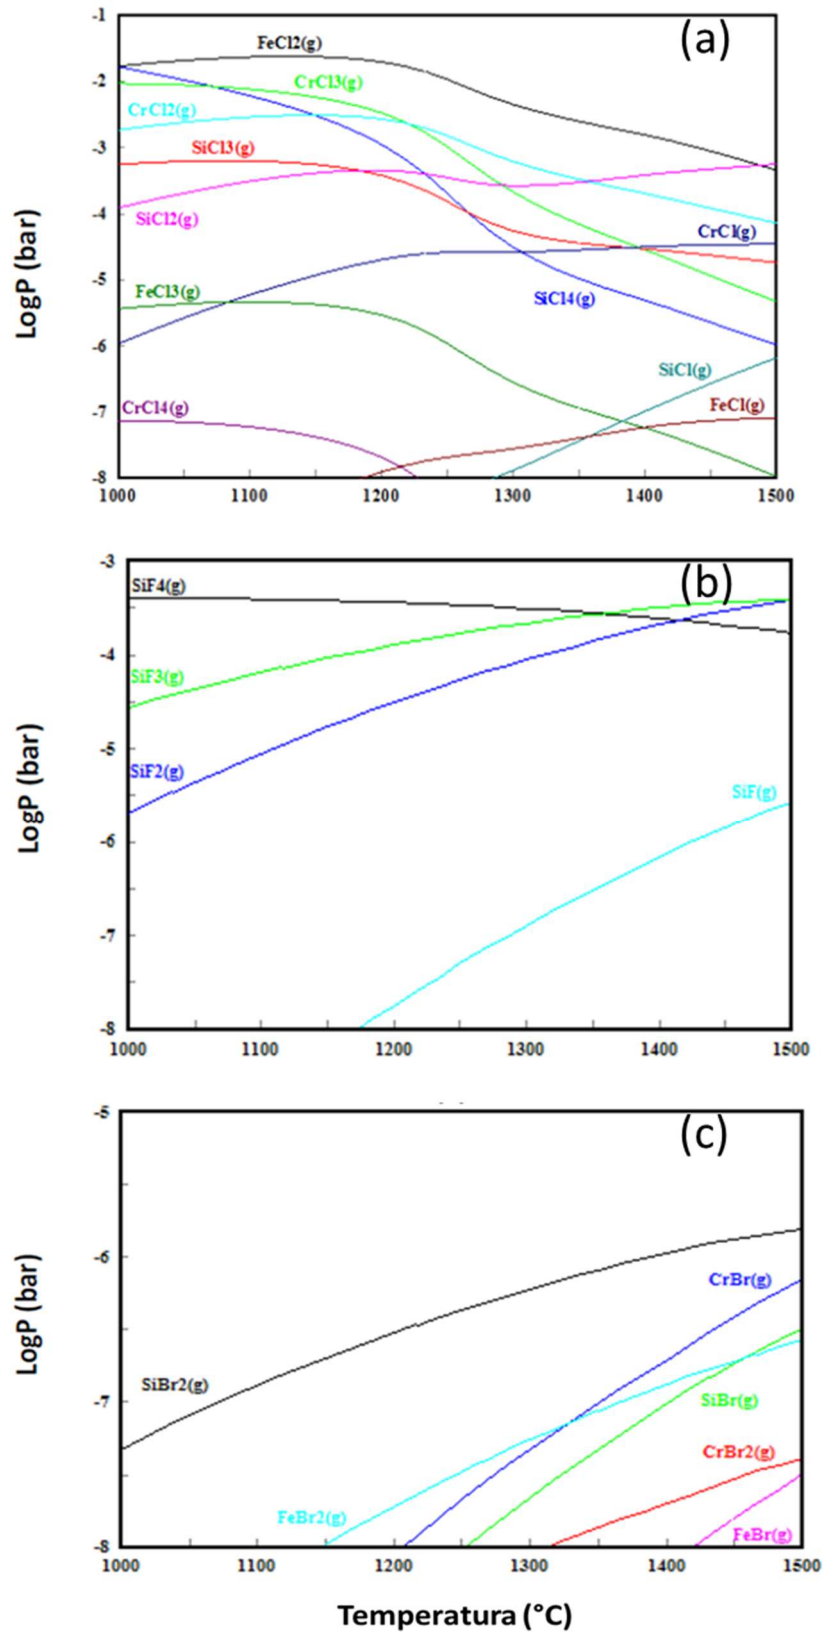 -1
(a)
FeCl2(g)
-2
CrCl3(g)
CrCl2(g)
-3
SiCl3(g)
SiCl2(g)
-4
CrCl(g)
LogP (bar)
-5
FeCl3(g)
SiCl4(g)
-6
SiCl(g)
-7
CrCl4(g)
FeCl(g)
-8
1000 1100 1200 1300 1400 1500
-3
(b)
SiF4(g)
-4
SiF3(g)
-5
SiF2(g)
LogP (bar)
SiF(g)
-6
-7
-8
1000 1100 1200 1300 1400 1500
-5
(c)
-6
CrBr(g)
LogP (bar)
SiBr2(g)
-7
SiBr(g)
CrBr2(g)
FeBr2(g)
FeBr(g)
-8
1000 1100 1200 1300 1400 1500
Temperatura (°C)